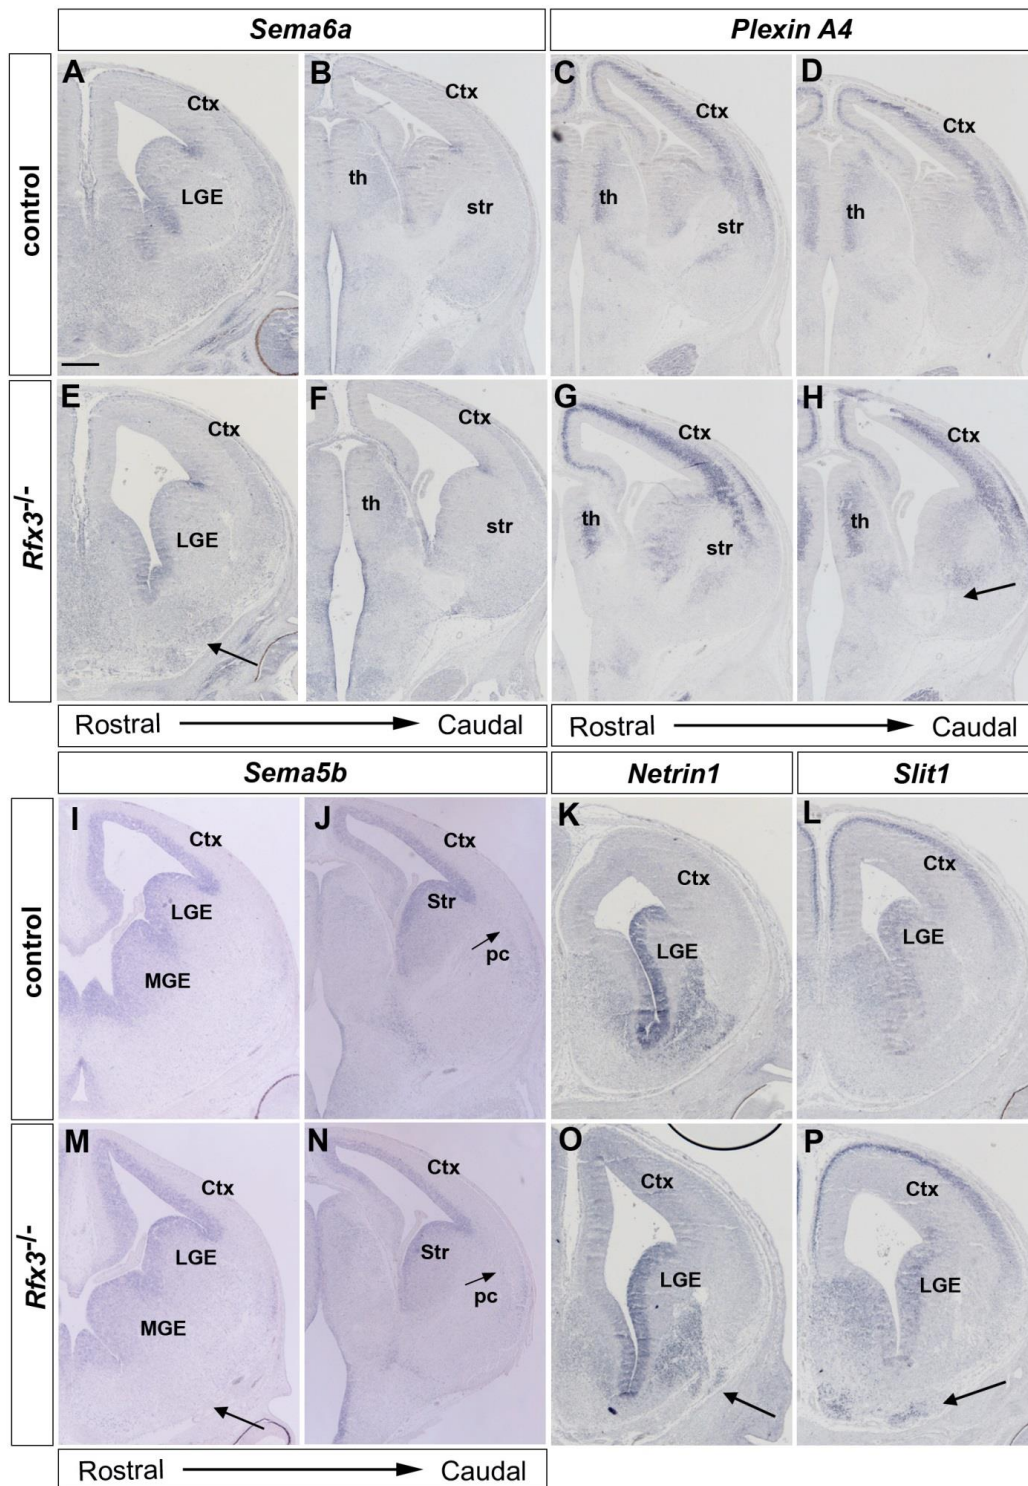 Sema6a
Plexin A4
control
A
Ctx
LGE
B
Ctx
th
str
C
Ctx
th
str
D
Ctx
th
Rfx3-/-
E
Ctx
LGE
F
Ctx
th
str
G
Ctx
th
str
H
Ctx
th
Rostral
Caudal
Rostral
Caudal
Sema5b
Netrin1
Slit1
control
I
Ctx
LGE
MGE
J
Ctx
Str
pc
K
Ctx
LGE
L
Ctx
LGE
Rfx3-/-
M
Ctx
LGE
MGE
N
Ctx
Str
pc
O
Ctx
LGE
P
Ctx
LGE
Rostral
Caudal